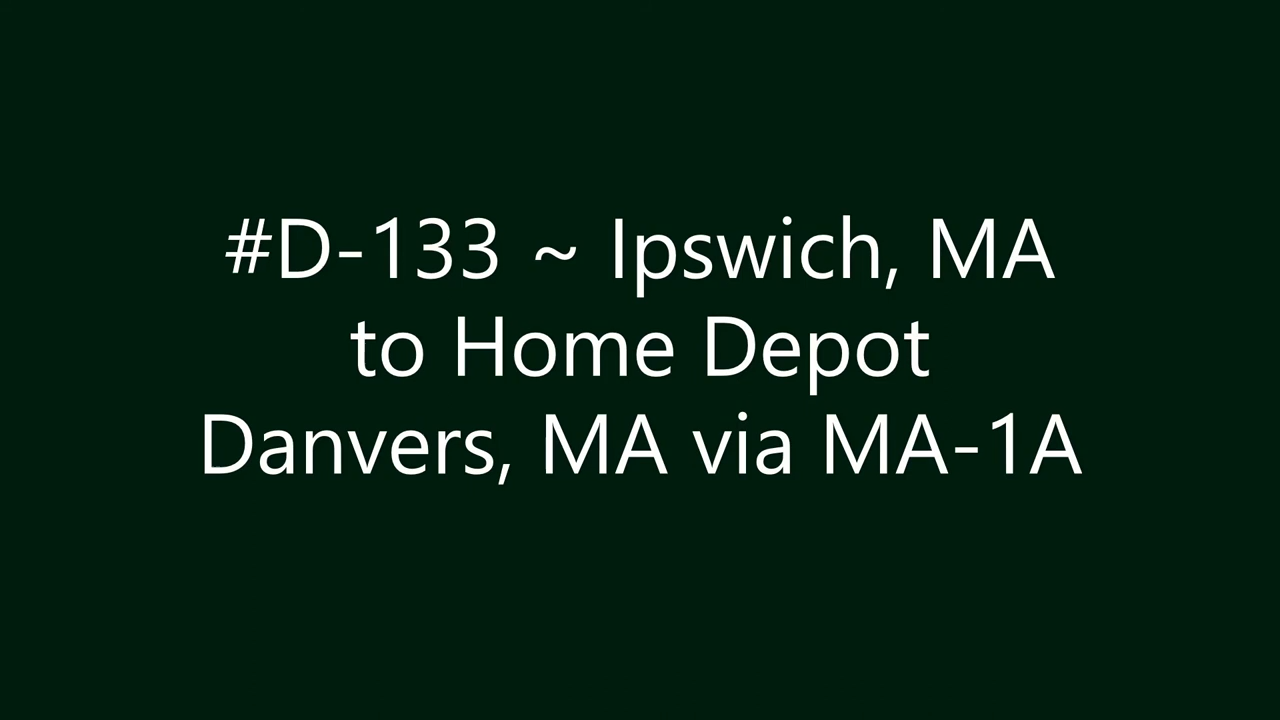 #D-133 ~ Ipswich, MA
to Home Depot
Danvers, MA via MA-1A